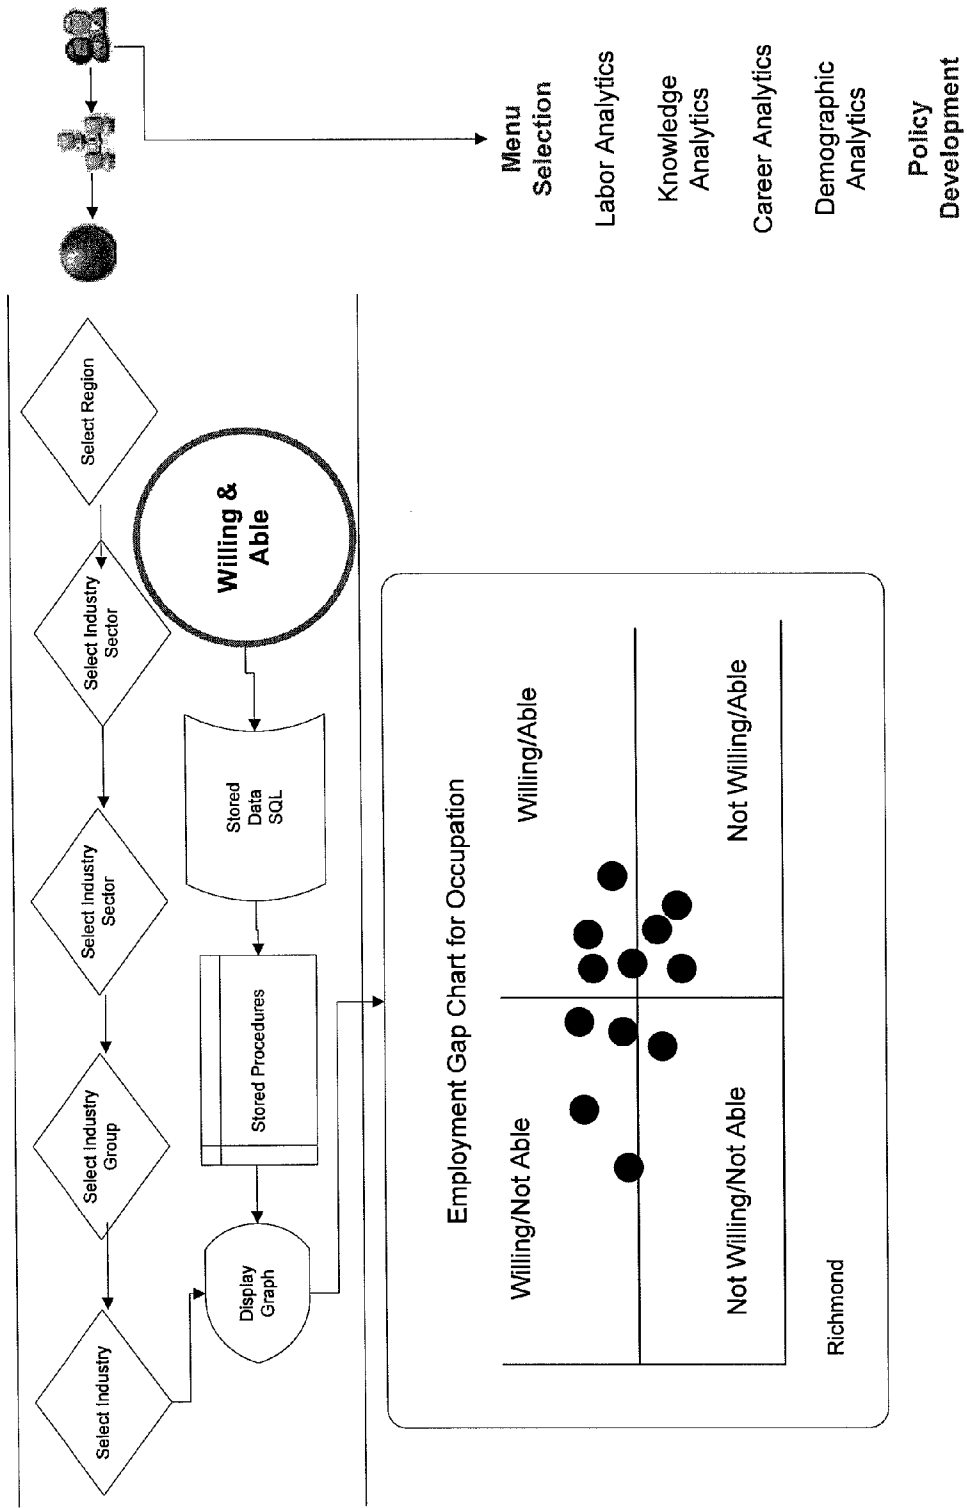 Menu
Selection
Labor Analytics
Knowledge
Analytics
Career Analytics
Demographic
Analytics
Policy
Development
Select Region
Select Industry
Sector
Select Industry
Sector
Select Industry
Group
Select Industry
Willing &
Able
Stored
Data
SQL
Stored Procedures
Display
Graph
Employment Gap Chart for Occupation
Willing/Not Able
Willing/Able
Not Willing/Not Able
Not Willing/Able
Richmond